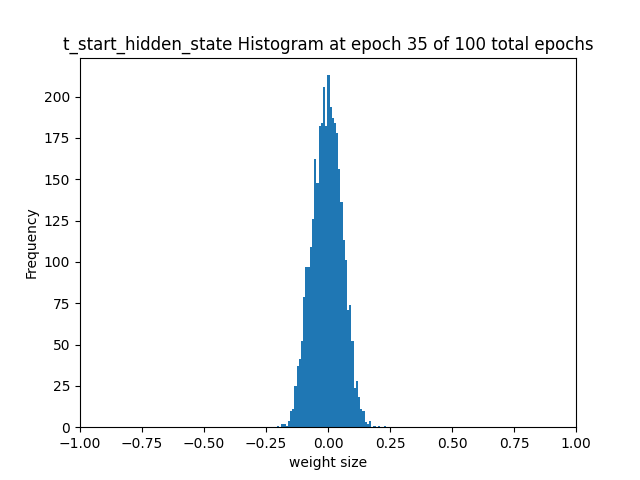 t_start_hidden_state Histogram at epoch 35 of 100 total epochs
Frequency
200
175
150
125
100
75
50
25
0
−1.00 −0.75 −0.50 −0.25 0.00 0.25 0.50 0.75 1.00
weight size